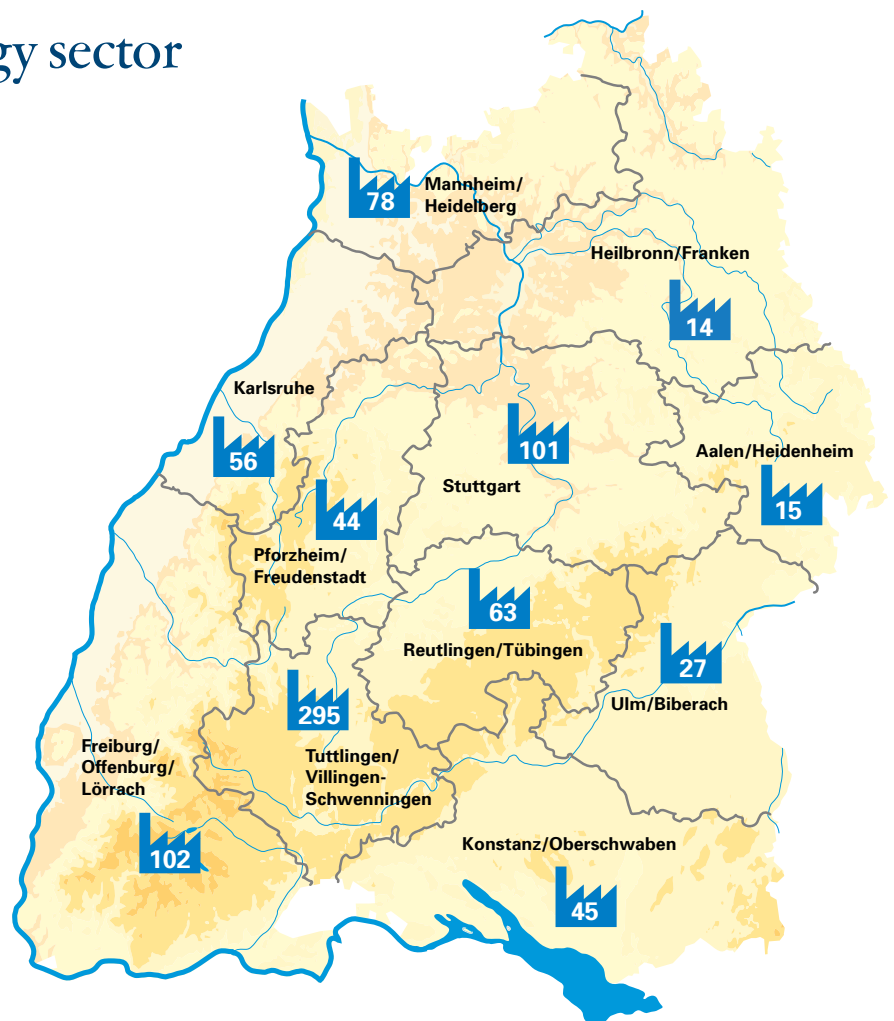 gy sector
78
Mannheim/
Heidelberg
Heilbronn/Franken
14
Karlsruhe
56
101
Stuttgart
Aalen/Heidenheim
15
44
Pforzheim/
Freudenstadt
63
Reutlingen/Tübingen
27
Ulm/Biberach
295
Tuttlingen/
Villingen-
Schwenningen
Freiburg/
Offenburg/
Lörrach
102
Konstanz/Oberschwaben
45